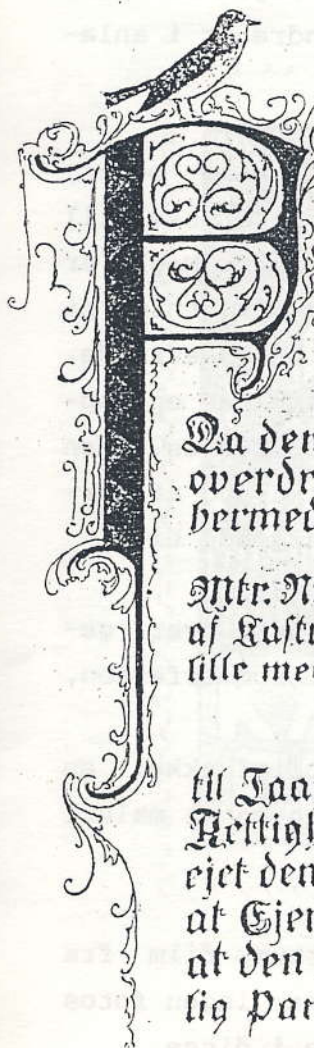 P
Da den
overdr
hermed
Mtr. N
af Kastr
lille me
til Taa
Rettigh
ejet den
at Ejer
at den
lig Pa